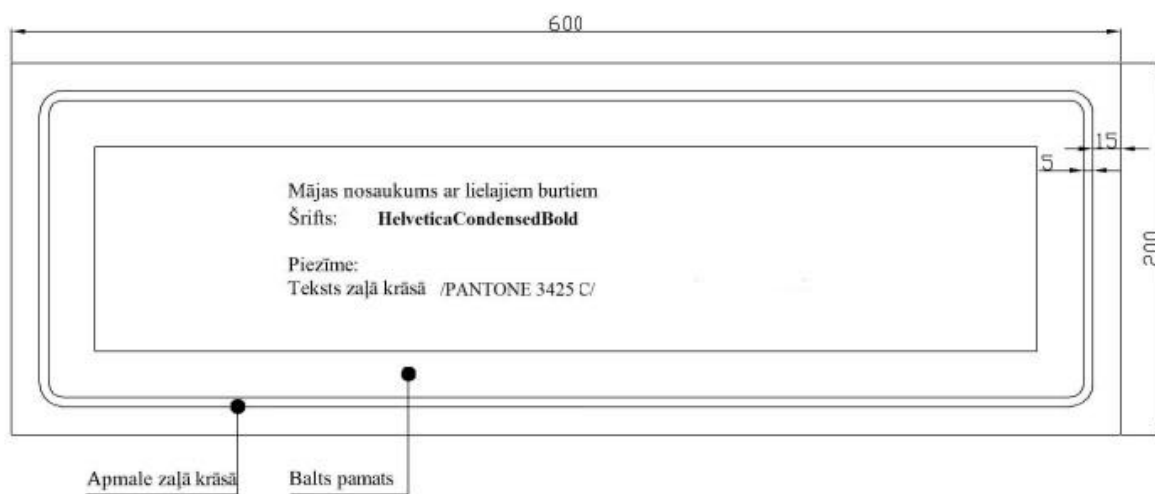 600
15
5
200
Mājas nosaukums ar lielajiem burtiem
Šrifts: HelveticaCondensedBold
Piezīme:
Teksts zaļā krāsā /PANTONE 3425 C/
Apmale zaļā krāsā
Balts pamats